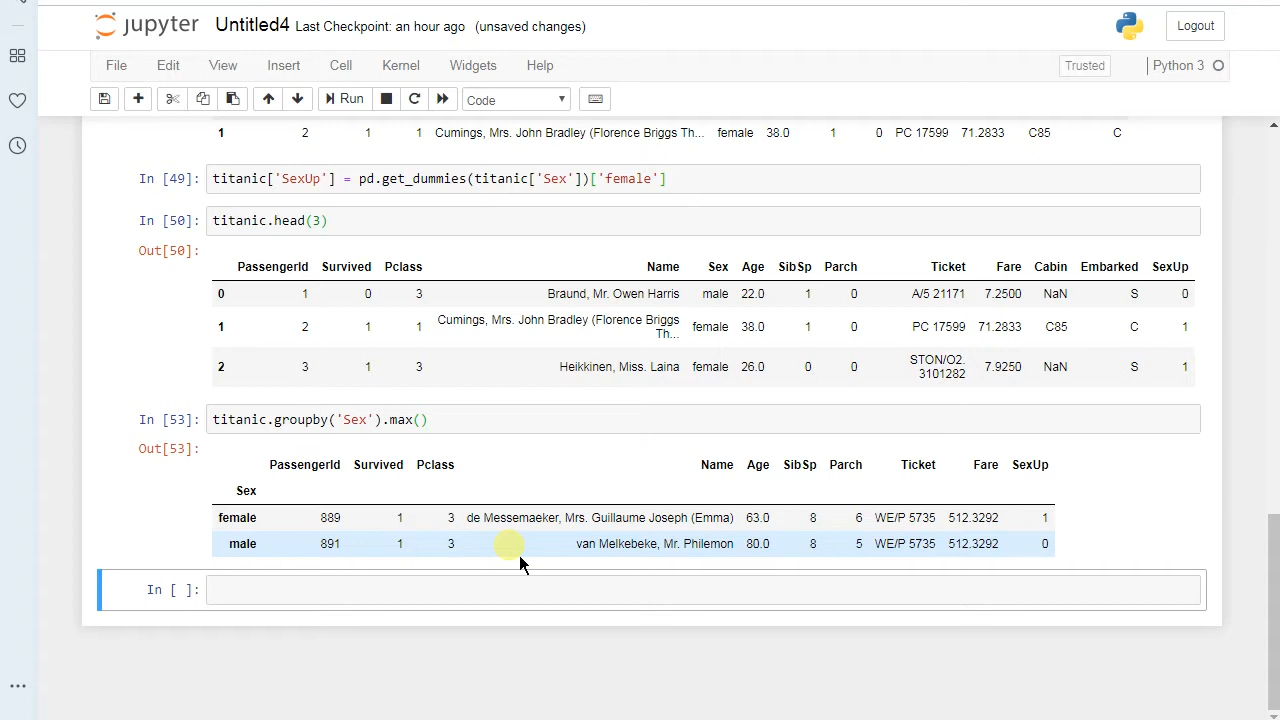 jupyter Untitled4 Last Checkpoint: an hour ago (unsaved changes) Logout
File Edit View Insert Cell Kernel Widgets Help Trusted Python 3
Run Code
1 2 1 1 Cumings, Mrs. John Bradley (Florence Briggs Th... female 38.0 1 0 PC 17599 71.2833 C85 C
In [49]: titanic['SexUp'] = pd.get_dummies(titanic['Sex'])['female']
In [50]: titanic.head(3)
Out[50]:
PassengerId Survived Pclass Name Sex Age SibSp Parch Ticket Fare Cabin Embarked SexUp
0 1 0 3 Braund, Mr. Owen Harris male 22.0 1 0 A/5 21171 7.2500 NaN S 0
1 2 1 1 Cumings, Mrs. John Bradley (Florence Briggs
Th... female 38.0 1 0 PC 17599 71.2833 C85 C 1
2 3 1 3 Heikkinen, Miss. Laina female 26.0 0 0 STON/O2.
3101282 7.9250 NaN S 1
In [53]: titanic.groupby('Sex').max()
Out[53]:
PassengerId Survived Pclass Name Age SibSp Parch Ticket Fare SexUp
Sex
female 889 1 3 de Messemaeker, Mrs. Guillaume Joseph (Emma) 63.0 8 6 WE/P 5735 512.3292 1
male 891 1 3 van Melkebeke, Mr. Philemon 80.0 8 5 WE/P 5735 512.3292 0
In [ ]: